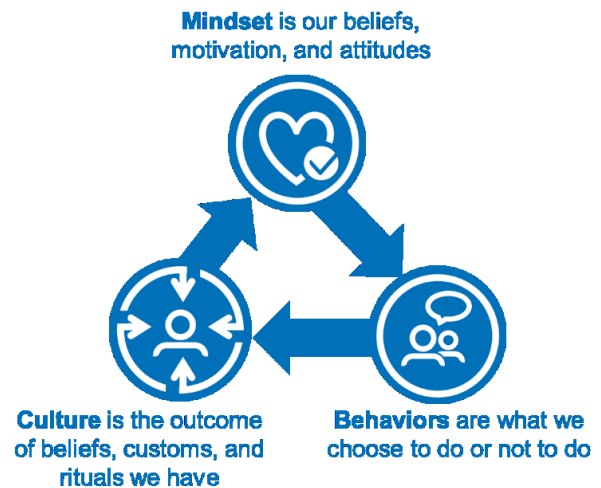 Mindset is our beliefs,
motivation, and attitudes
Culture is the outcome
of beliefs, customs, and
rituals we have
Behaviors are what we
choose to do or not to do